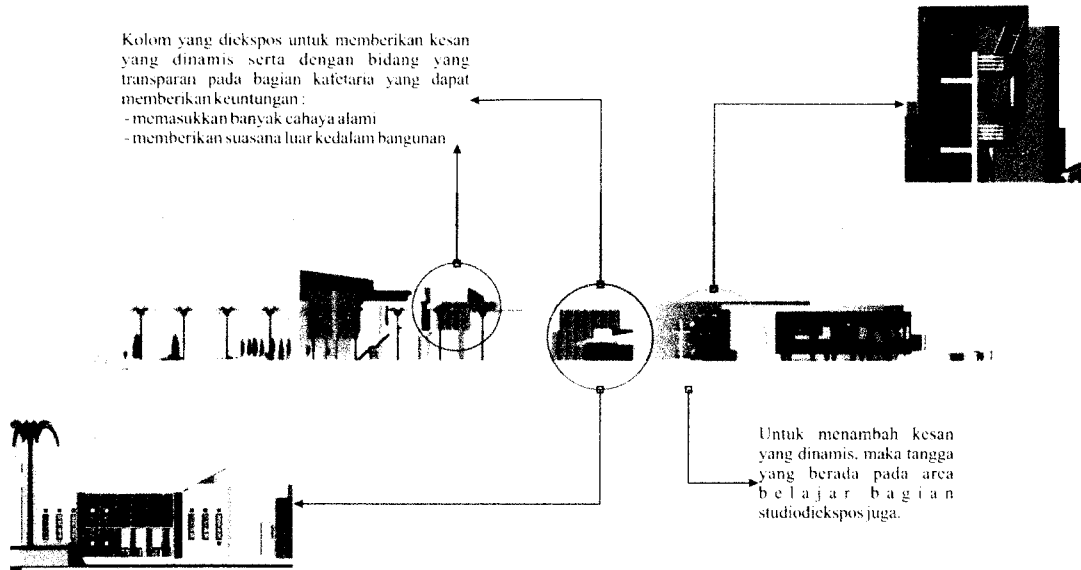 Kolom yang diekspos untuk memberikan kesan
yang dinamis serta dengan bidang yang
transparan pada bagian kafetaria yang dapat
memberikan keuntungan :
- memasukkan banyak cahaya alami
- memberikan suasana luar kedalam bangunan
Untuk menambah kesan
yang dinamis, maka tangga
yang berada pada area
belajar bagian
studiodiekspos juga.